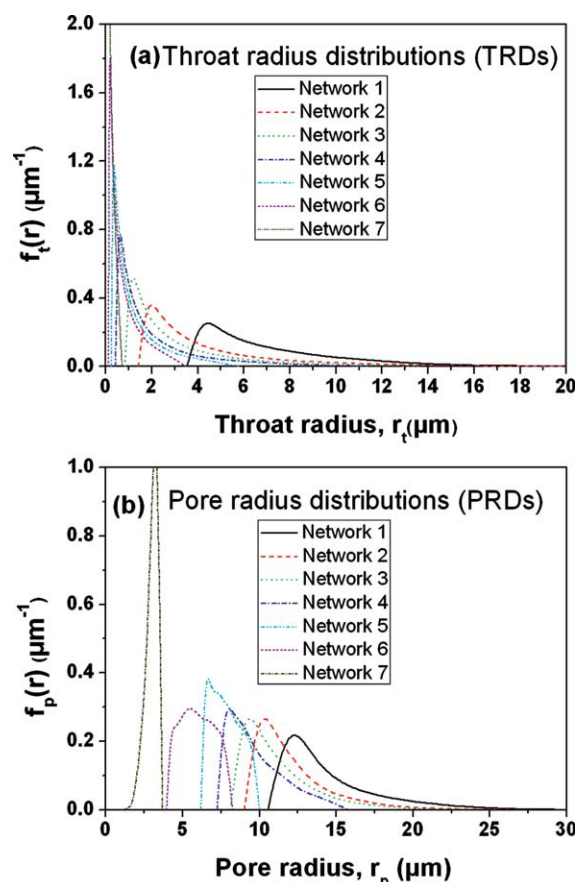 (a) Throat radius distributions (TRDs)
Network 1
Network 2
Network 3
Network 4
Network 5
Network 6
Network 7
f_t(r) (µm⁻¹)
2.0
1.6
1.2
0.8
0.4
0.0
0 2 4 6 8 10 12 14 16 18 20
Throat radius, r_t(µm)
(b) Pore radius distributions (PRDs)
Network 1
Network 2
Network 3
Network 4
Network 5
Network 6
Network 7
f_p(r) (µm⁻¹)
1.0
0.8
0.6
0.4
0.2
0.0
0 5 10 15 20 25 30
Pore radius, r_p (µm)